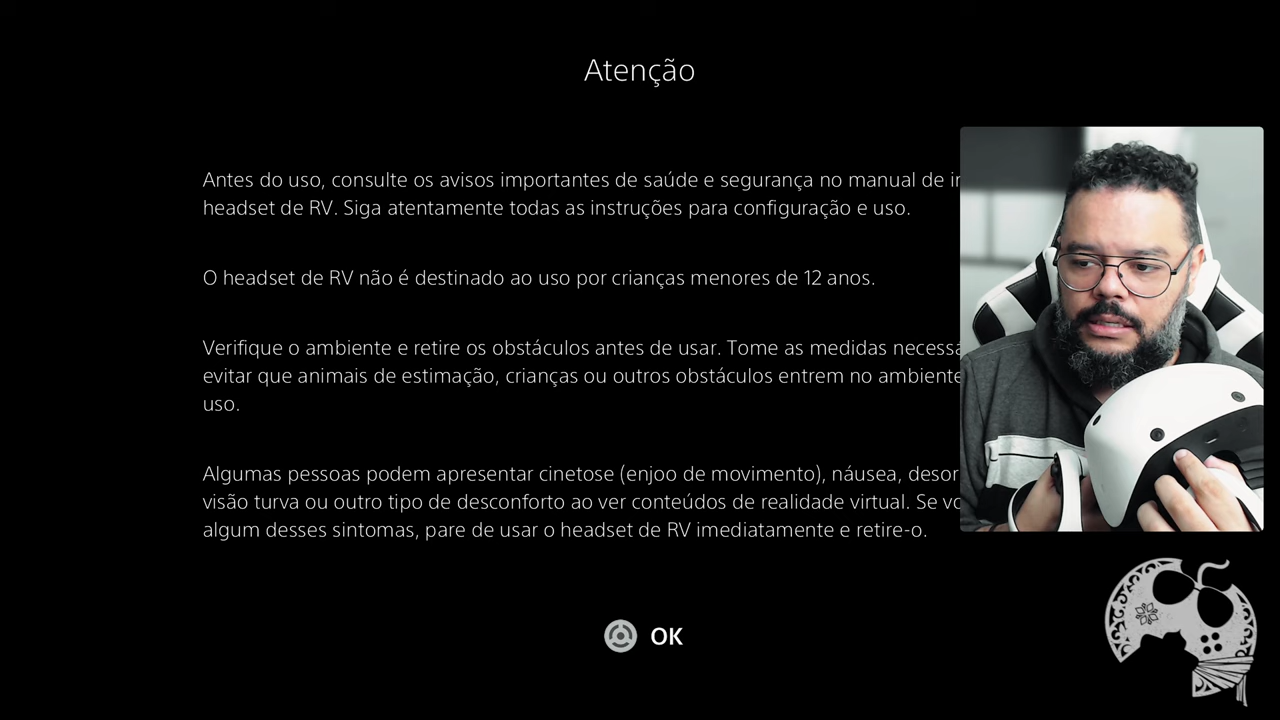 Atenção
Antes do uso, consulte os avisos importantes de saúde e segurança no manual de
headset de RV. Siga atentamente todas as instruções para configuração e uso.
O headset de RV não é destinado ao uso por crianças menores de 12 anos.
Verifique o ambiente e retire os obstáculos antes de usar. Tome as medidas
evitar que animais de estimação, crianças ou outros obstáculos entrem no ambiente
uso.
Algumas pessoas podem apresentar cinetose (enjoo de movimento), náusea,
visão turva ou outro tipo de desconforto ao ver conteúdos de realidade virtual. Se
algum desses sintomas, pare de usar o headset de RV imediatamente e retire-o.
OK